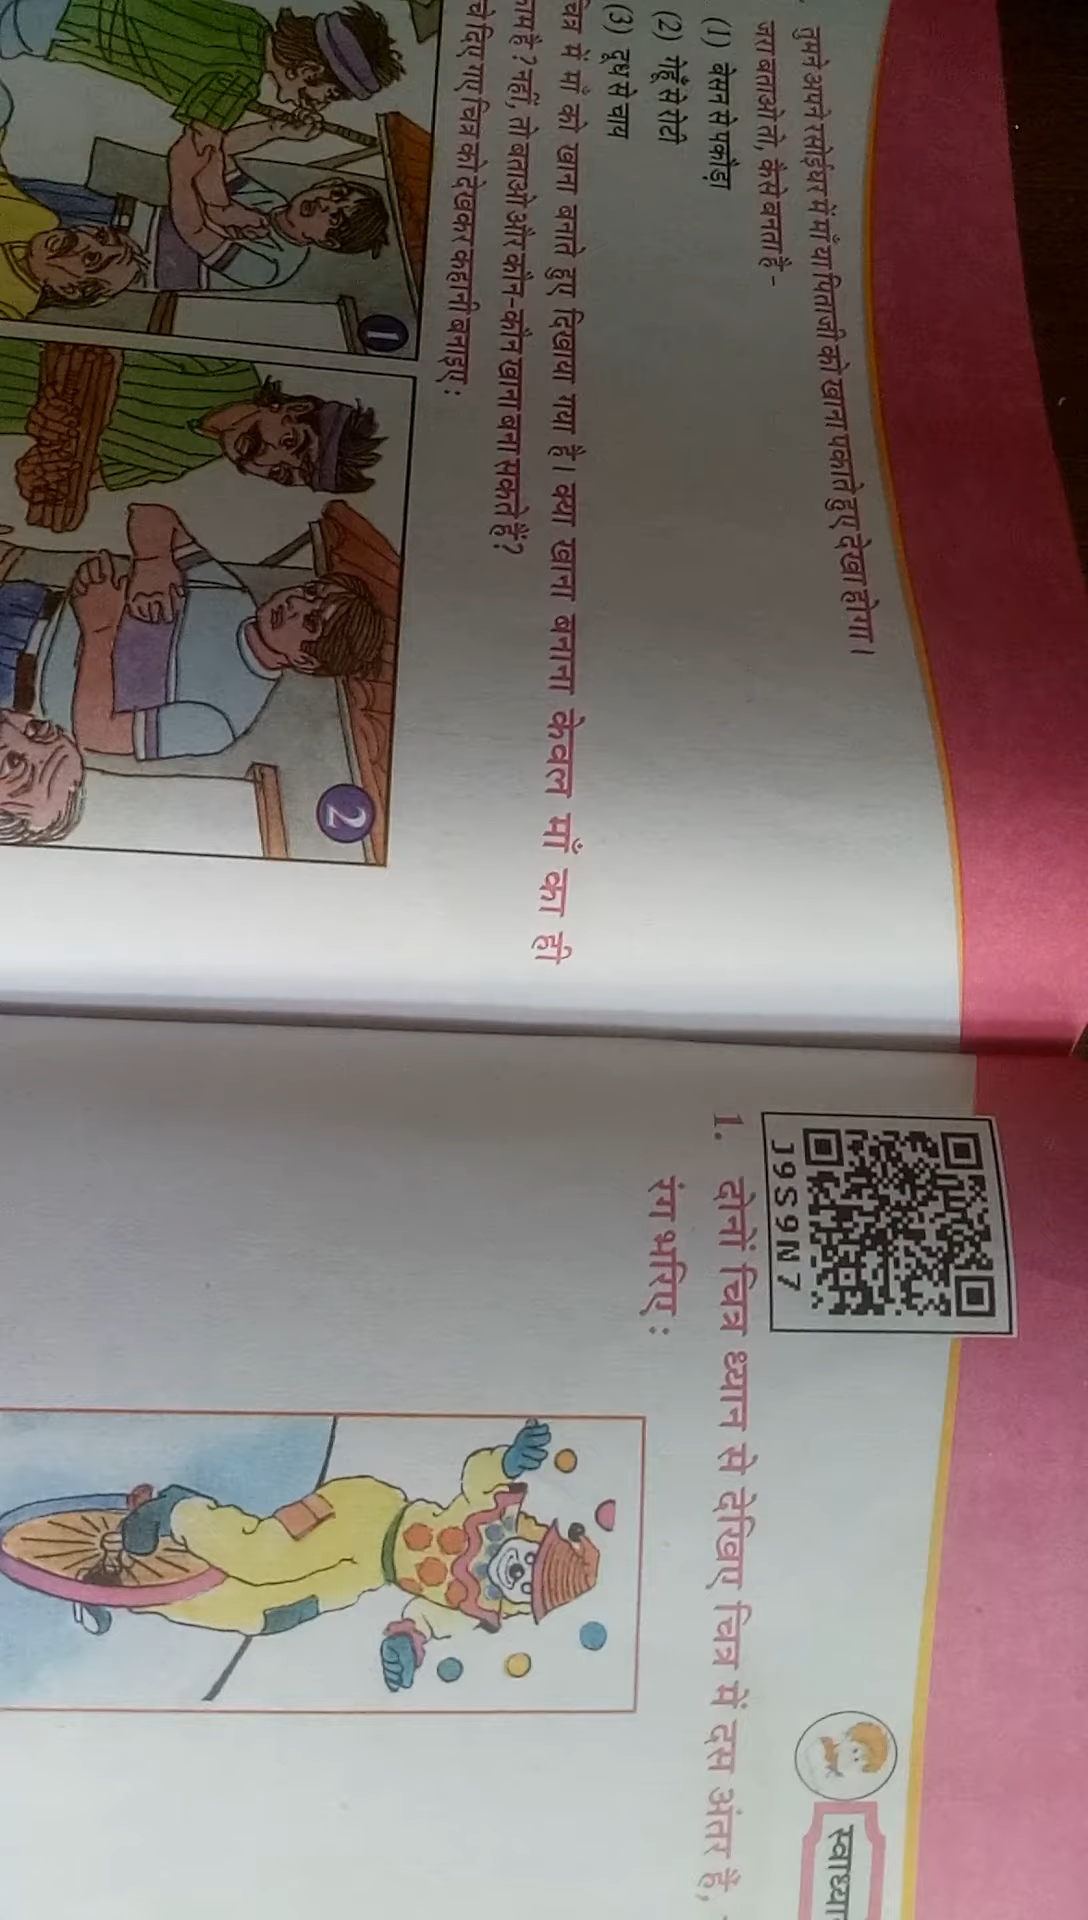 तुमने अपने रसोईघर में माँ या पिताजी को खाना पकाते हुए देखा होगा।
जरा बताओ तो, कैसे बनता है -
(1) बेसन से पकौड़ा
(2) गेहूँ से रोटी
(3) दूध से चाय
में माँ को खाना बनाते हुए दिखाया गया है। क्या खाना बनाना केवल माँ का ही
है ? नहीं, तो बताओ और कौन-कौन खाना बना सकते हैं?
दिए गए चित्र को देखकर कहानी बनाइए :
1
2
J9S9N7
1. दोनों चित्र ध्यान से देखिए चित्र में दस अंतर है,
रंग भरिए :